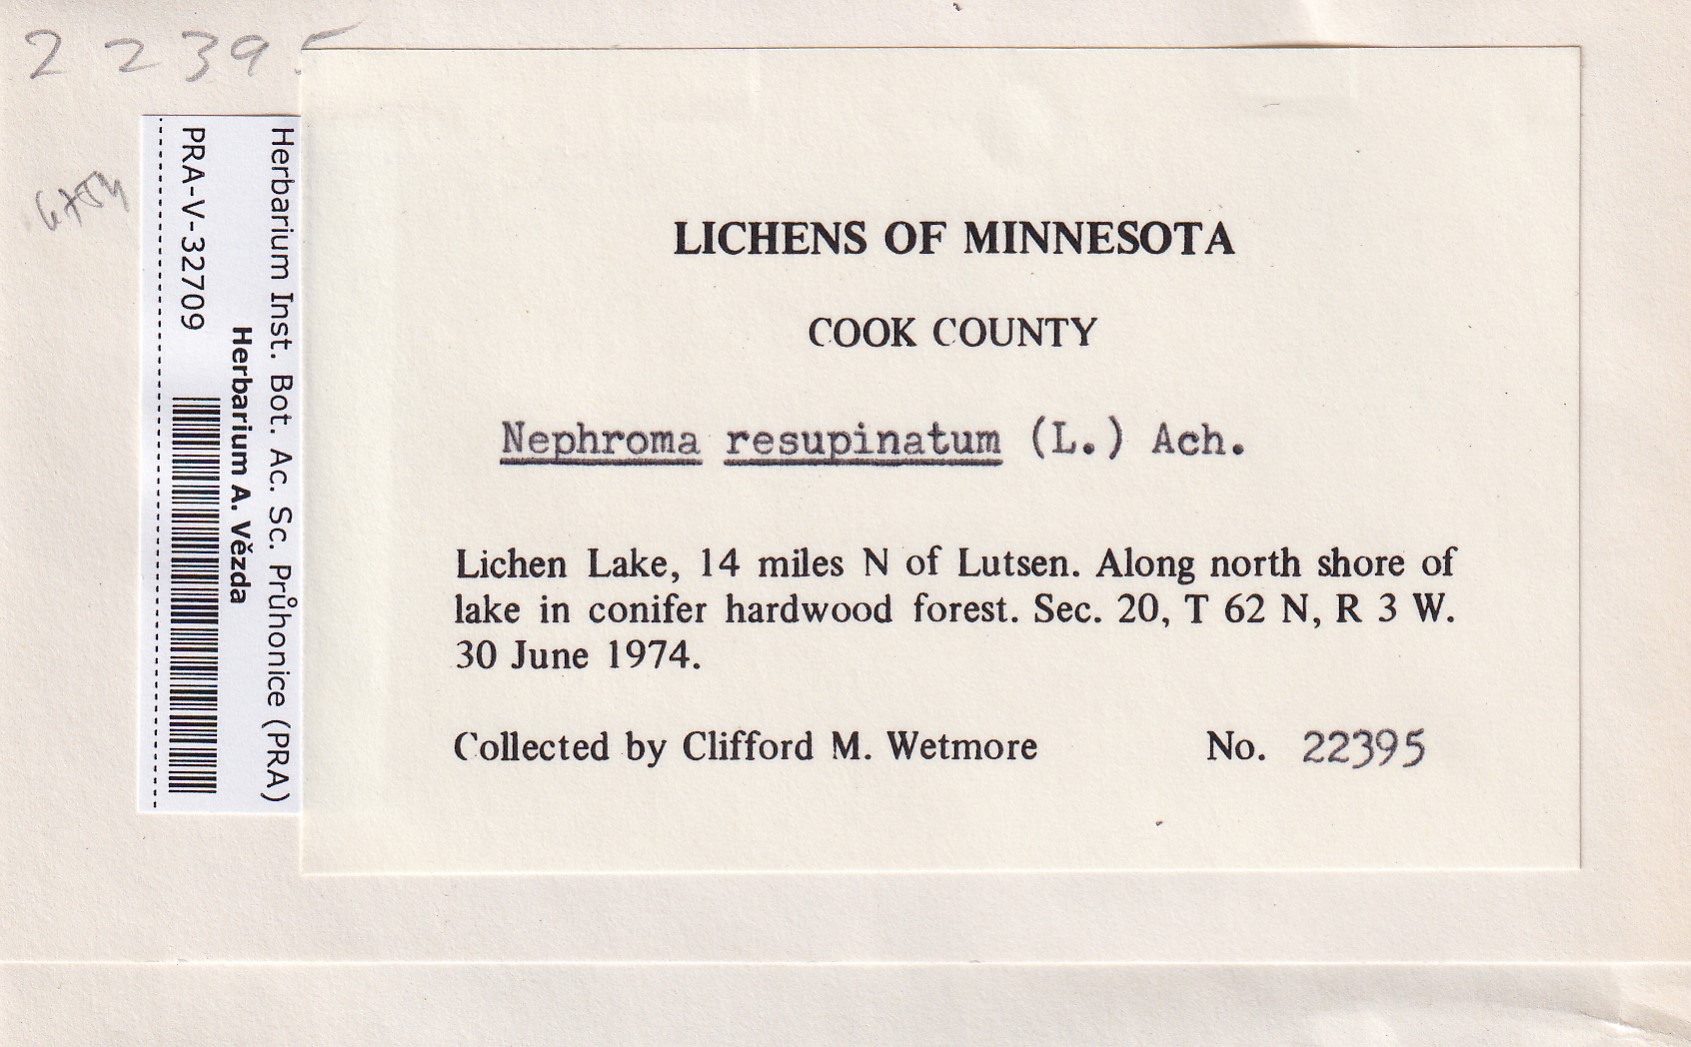 22395
Herbarium Inst. Bot. Ac. Sc. Průhonice (PRA)
Herbarium A. Vězda
PRA-V-32709
LICHENS OF MINNESOTA
COOK COUNTY
Nephroma resupinatum (L.) Ach.
Lichen Lake, 14 miles N of Lutsen. Along north shore of
lake in conifer hardwood forest. Sec. 20, T 62 N, R 3 W.
30 June 1974.
Collected by Clifford M. Wetmore No. 22395